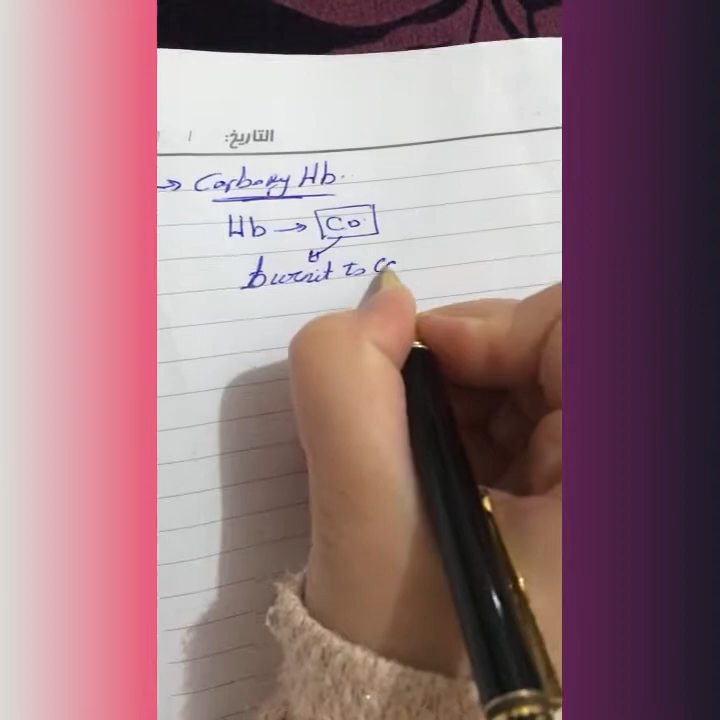 التاريخ: / /
→ Carboxy Hb.
Hb → Co
burnit to c